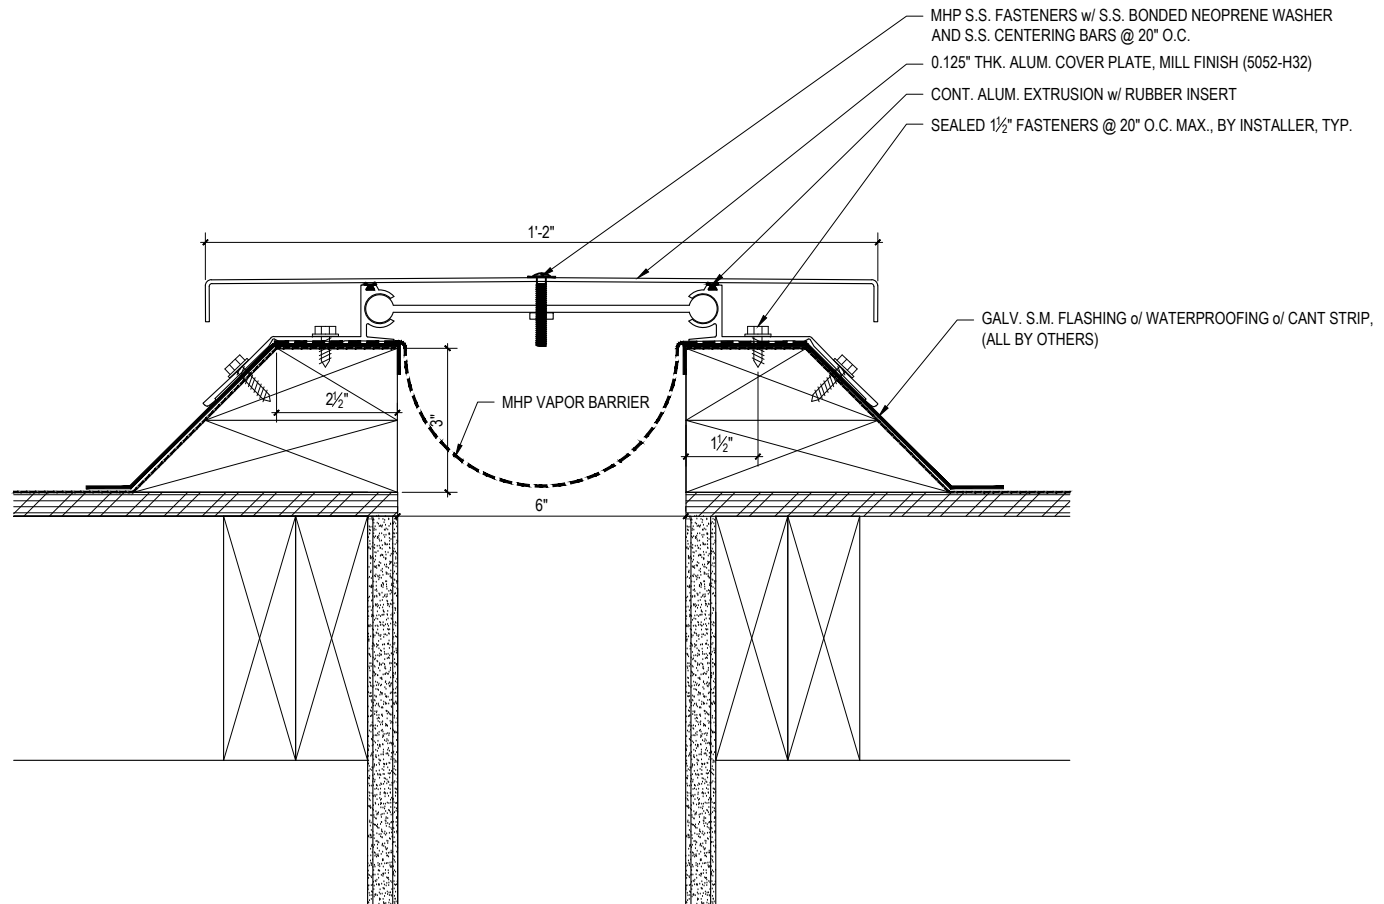 MHP S.S. FASTENERS w/ S.S. BONDED NEOPRENE WASHER
AND S.S. CENTERING BARS @ 20" O.C.
0.125" THK. ALUM. COVER PLATE, MILL FINISH (5052-H32)
CONT. ALUM. EXTRUSION w/ RUBBER INSERT
SEALED 1½" FASTENERS @ 20" O.C. MAX., BY INSTALLER, TYP.
1'-2"
GALV. S.M. FLASHING o/ WATERPROOFING o/ CANT STRIP,
(ALL BY OTHERS)
2½"
3"
MHP VAPOR BARRIER
1½"
6"